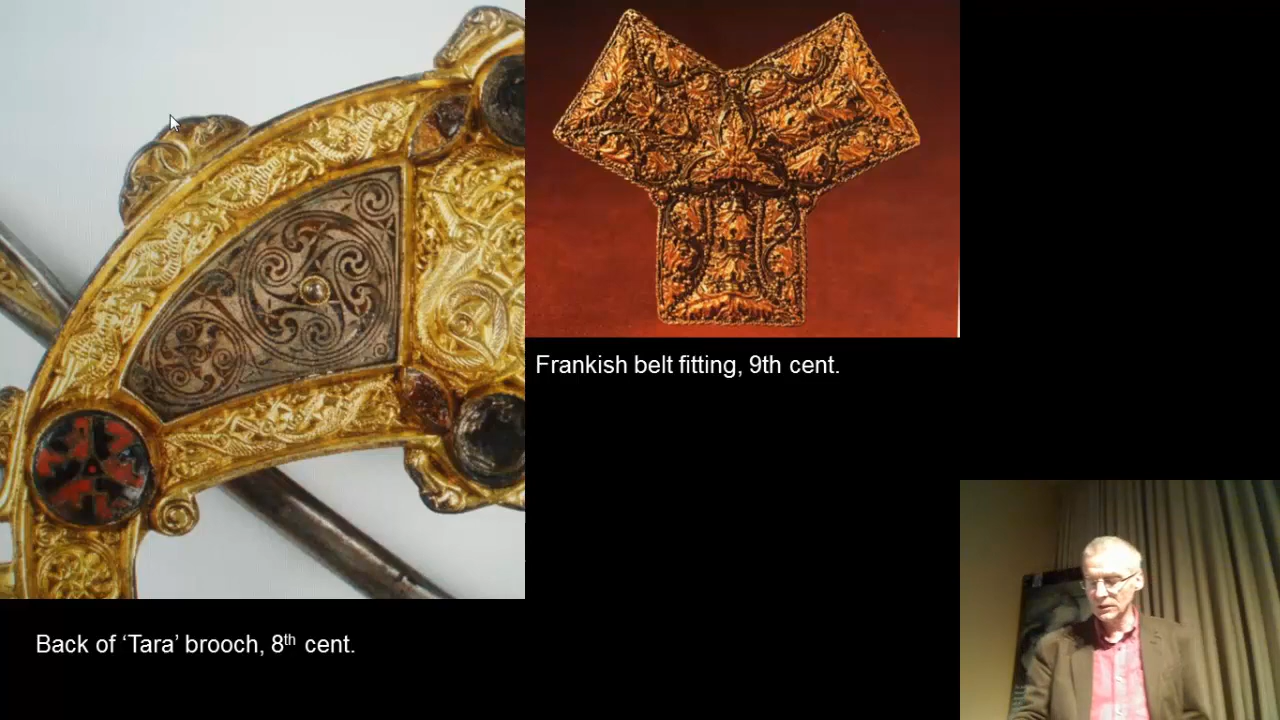 Frankish belt fitting, 9th cent.
Back of ‘Tara’ brooch, 8th cent.